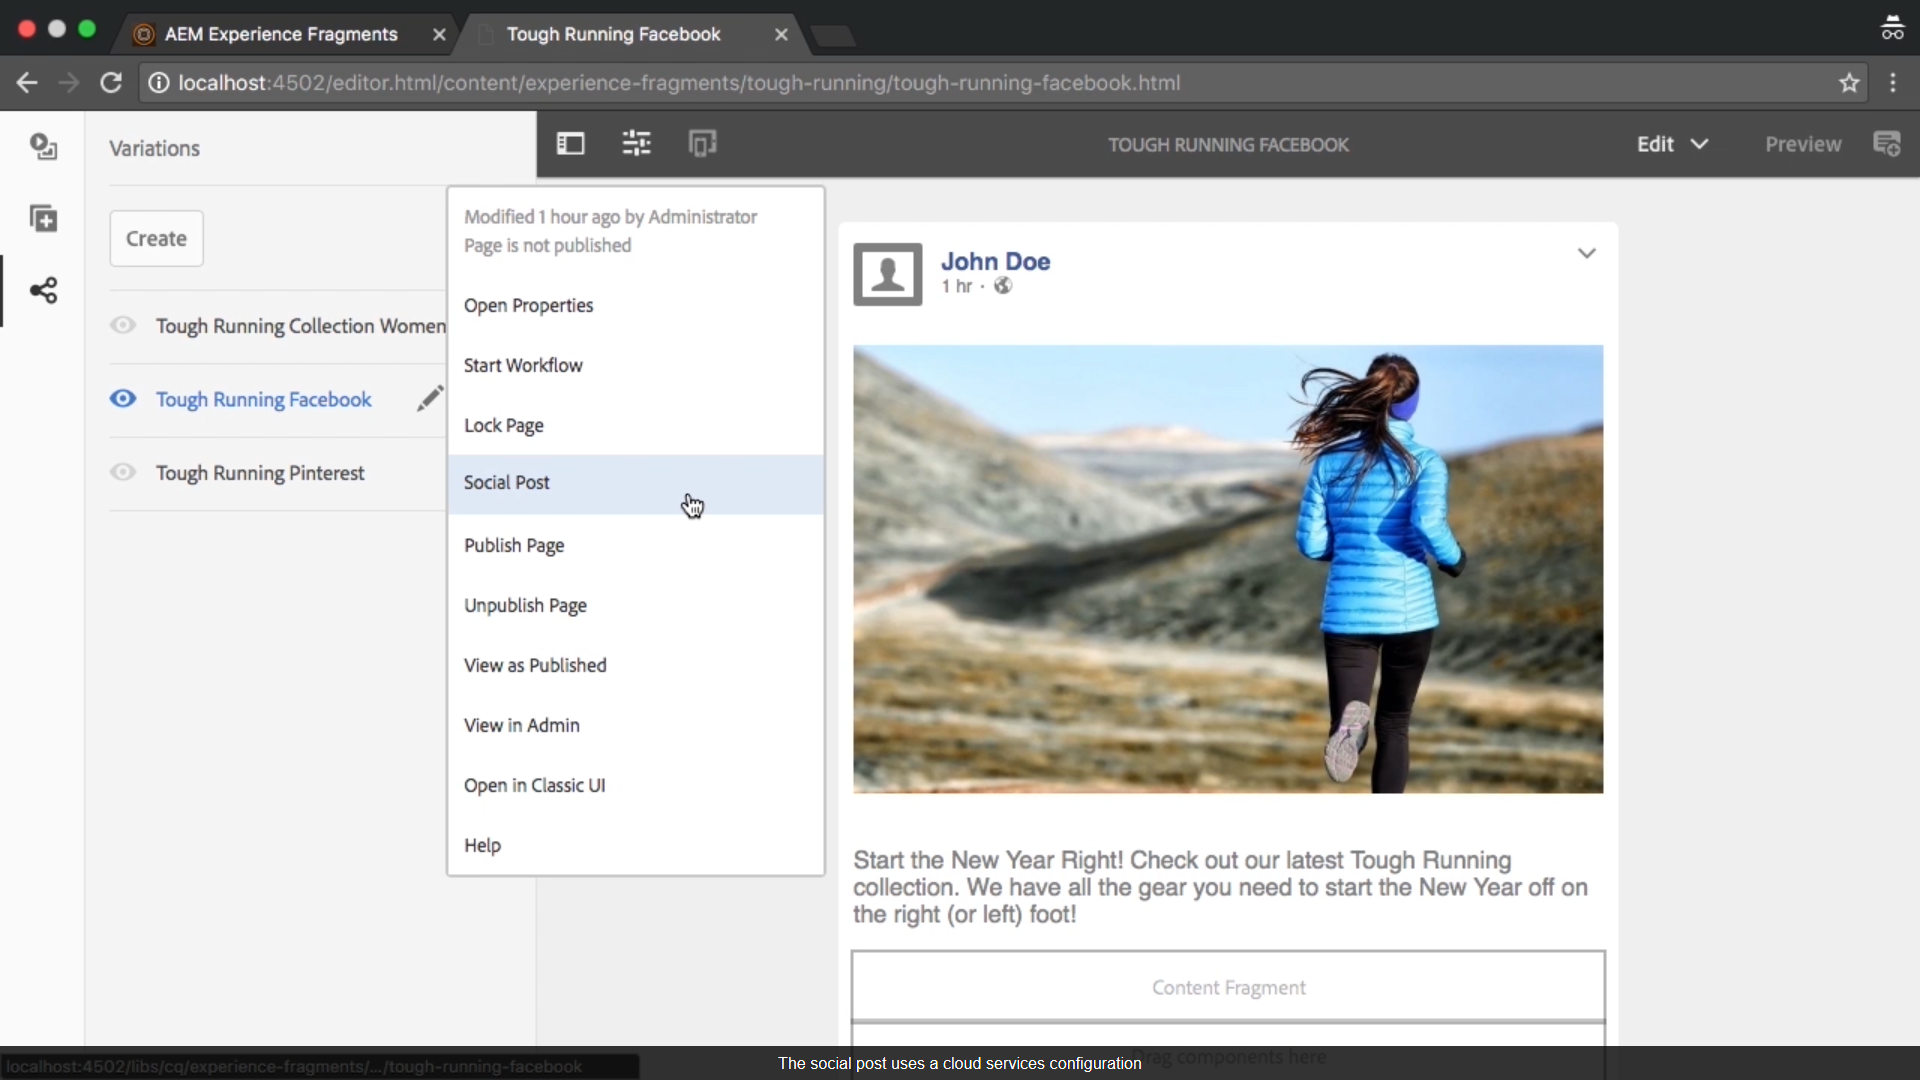 AEM Experience Fragments
Tough Running Facebook
localhost:4502/editor.html/content/experience-fragments/tough-running/tough-running-facebook.html
Variations
TOUGH RUNNING FACEBOOK
Edit
Preview
Create
Tough Running Collection Women
Tough Running Facebook
Tough Running Pinterest
Modified 1 hour ago by Administrator
Page is not published
Open Properties
Start Workflow
Lock Page
Social Post
Publish Page
Unpublish Page
View as Published
View in Admin
Open in Classic UI
Help
John Doe
1 hr ·
Start the New Year Right! Check out our latest Tough Running
collection. We have all the gear you need to start the New Year off on
the right (or left) foot!
Content Fragment
Drag components here
localhost:4502/libs/cq/experience-fragments/.../tough-running-facebook
The social post uses a cloud services configuration